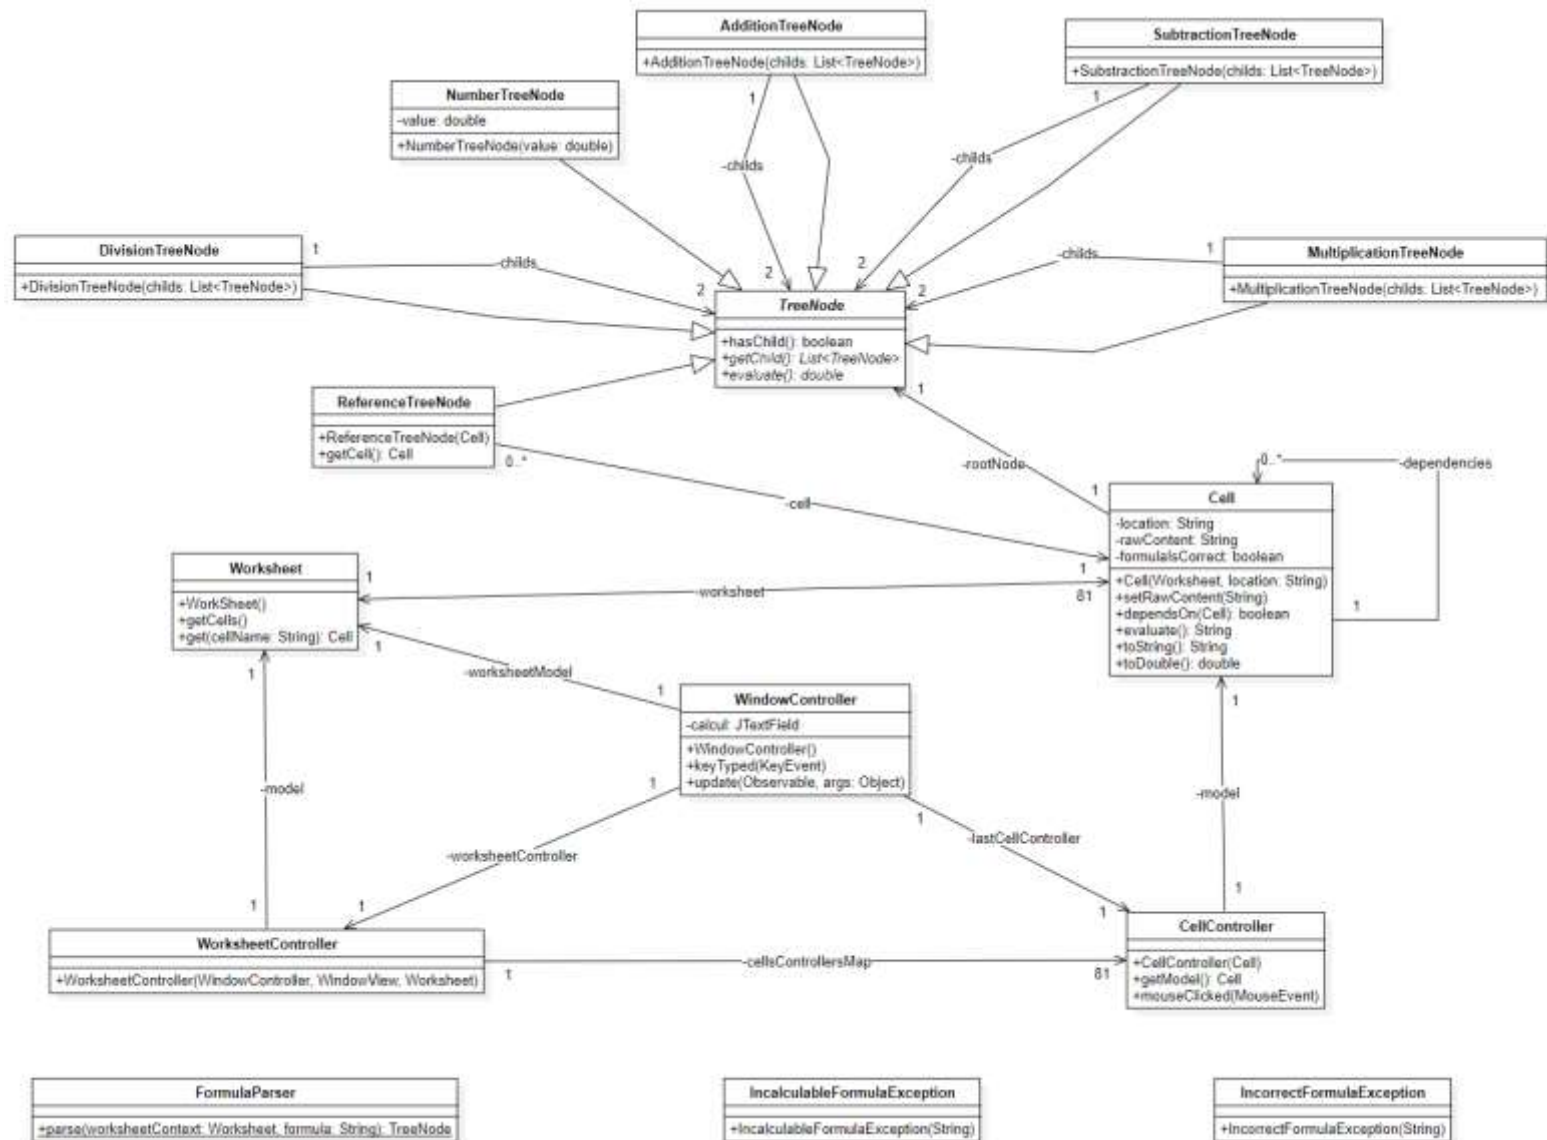 AdditionTreeNode
+AdditionTreeNode(childs: List<TreeNode>)
SubtractionTreeNode
+SubstractionTreeNode(childs: List<TreeNode>)
NumberTreeNode
-value: double
+NumberTreeNode(value: double)
1
1
-childs
-childs
DivisionTreeNode
+DivisionTreeNode(childs: List<TreeNode>)
1
-childs
2
2
2
-childs
1
2
MultiplicationTreeNode
+MultiplicationTreeNode(childs: List<TreeNode>)
TreeNode
+hasChild(): boolean
+getChild(): List<TreeNode>
+evaluate(): double
ReferenceTreeNode
+ReferenceTreeNode(Cell)
+getCell(): Cell
0..*
1
-rootNode
1
-cell
1
0..*
-dependencies
1
Cell
-location: String
-rawContent: String
-formulaIsCorrect: boolean
+Cell(Worksheet, location: String)
+setRawContent(String)
+dependsOn(Cell): boolean
+evaluate(): String
+toString(): String
+toDouble(): double
Worksheet
+WorkSheet()
+getCells()
+get(cellName: String): Cell
1
-worksheet
81
1
-worksheetModel
1
1
WindowController
-calcul: JTextField
+WindowController()
+keyTyped(KeyEvent)
+update(Observable, args: Object)
1
-model
1
1
-worksheetController
1
1
-lastCellController
1
1
-model
1
WorksheetController
+WorksheetController(WindowController, WindowView, Worksheet)
1
-cellsControllersMap
81
CellController
+CellController(Cell)
+getModel(): Cell
+mouseClicked(MouseEvent)
FormulaParser
+parse(worksheetContext: Worksheet, formula: String): TreeNode
IncalculableFormulaException
+IncalculableFormulaException(String)
IncorrectFormulaException
+IncorrectFormulaException(String)